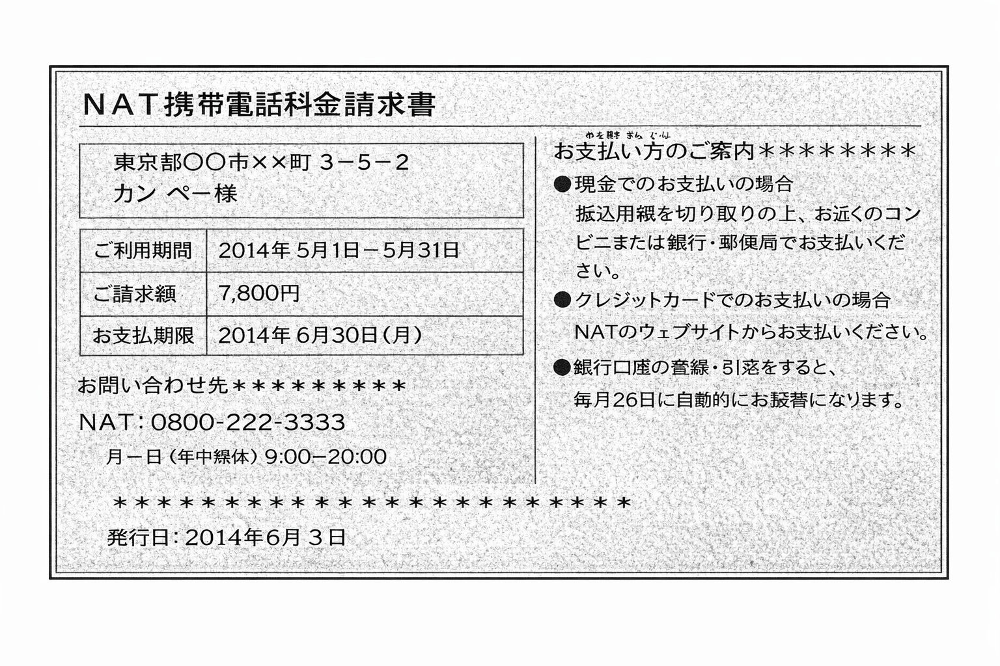 NAT携帯電話科金請求書
東京部〇〇市××町 3－5－2
カン ペー様
ご利用期間 2014年 5月1日－5月31日
ご請求額 7,800円
お支払期限 2014年 6月30日(月)
お問い合わせ先*********
NAT：0800-222-3333
月ー日（年中休）9:00ー20:00
***********************
発行日：2014年6月3日
お支払い方のご案内********
●現金でのお支払いの場合
振込用紙を切り取りの上、お近くのコン
ビニまたは銀行・郵便局でお支払いくだ
さい。
●クレジットカードでのお支払いの場合
NATのウェブサイトからお支払いください。
●銀行口座の・引落をすると、
毎月26日に自動的にお替になります。